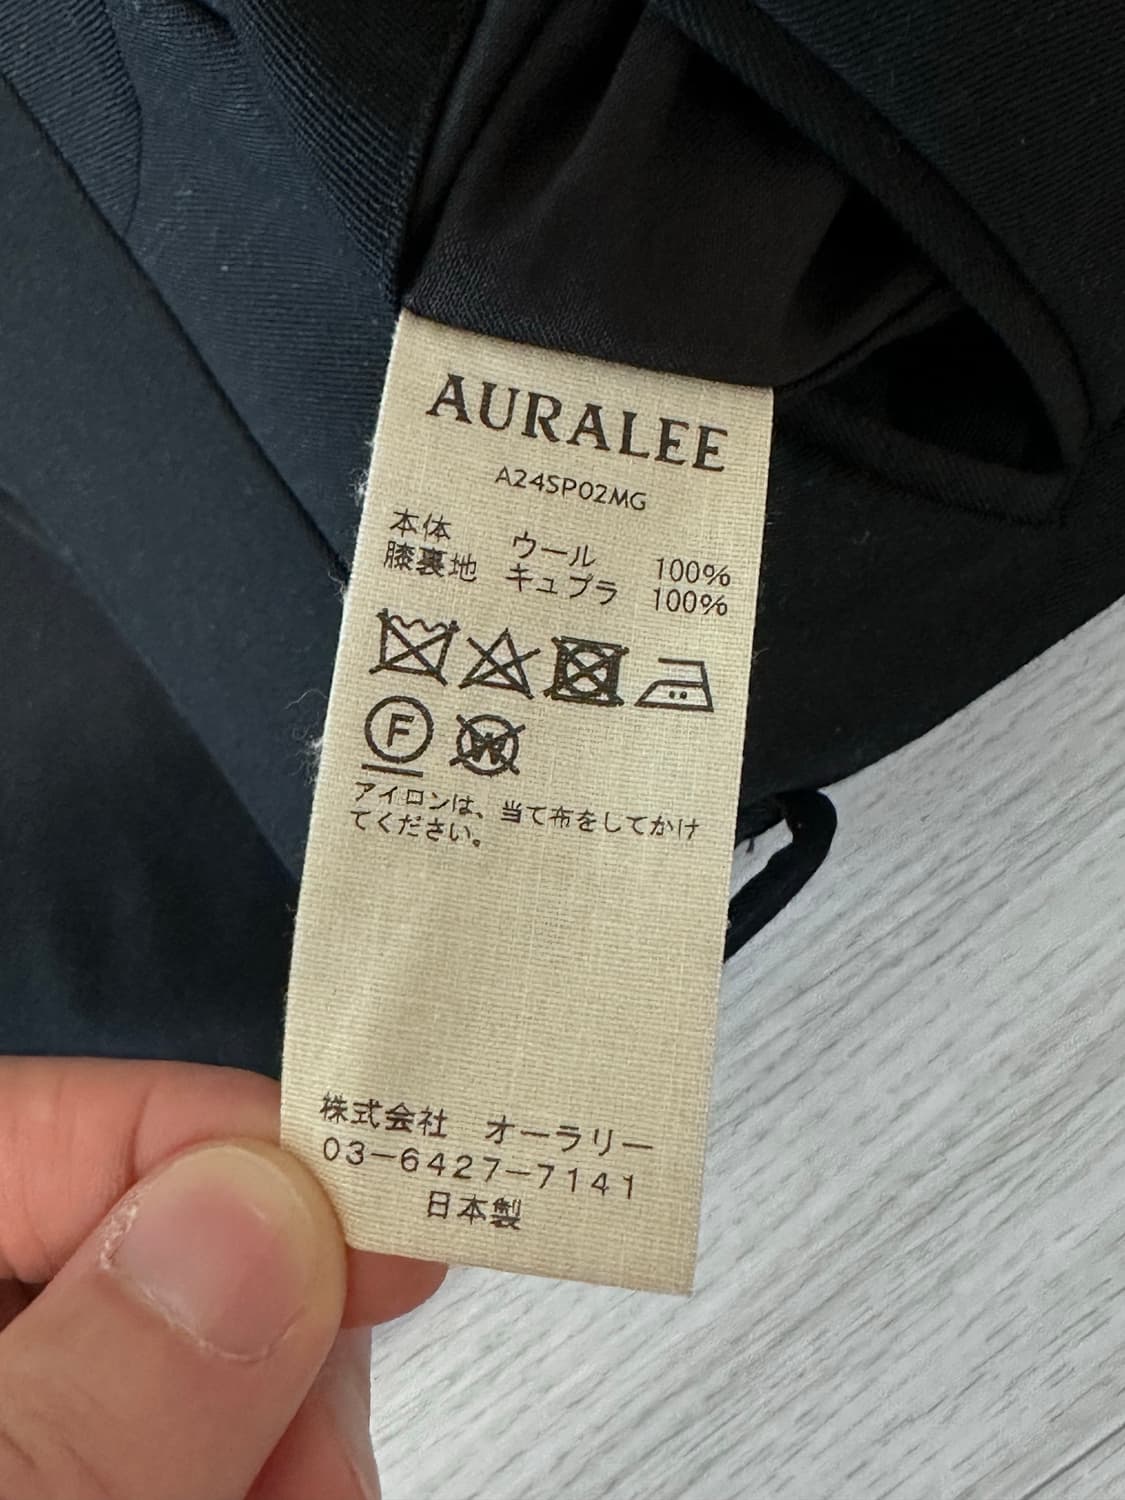 AURALEE
A24SP02MG
本体 ウール 100%
膝裏地 キュプラ 100%
F
W
アイロンは、当て布をしてかけ
てください。
株式会社 オーラリー
03-6427-7141
日本製